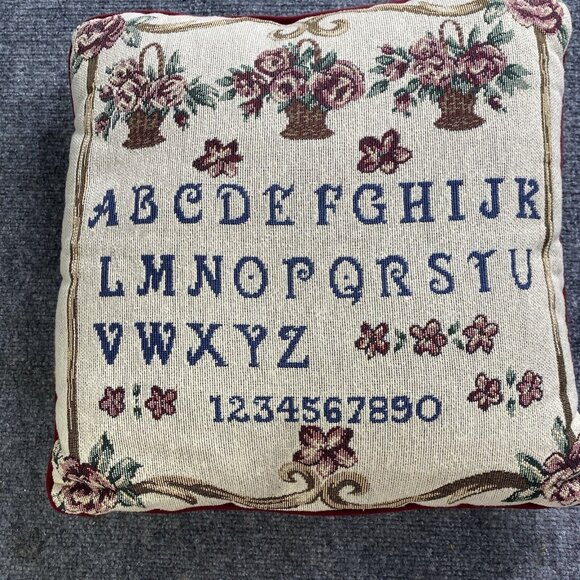 ABCDEFGHIJK
LMNOPQRSTU
VWXYZ
1234567890